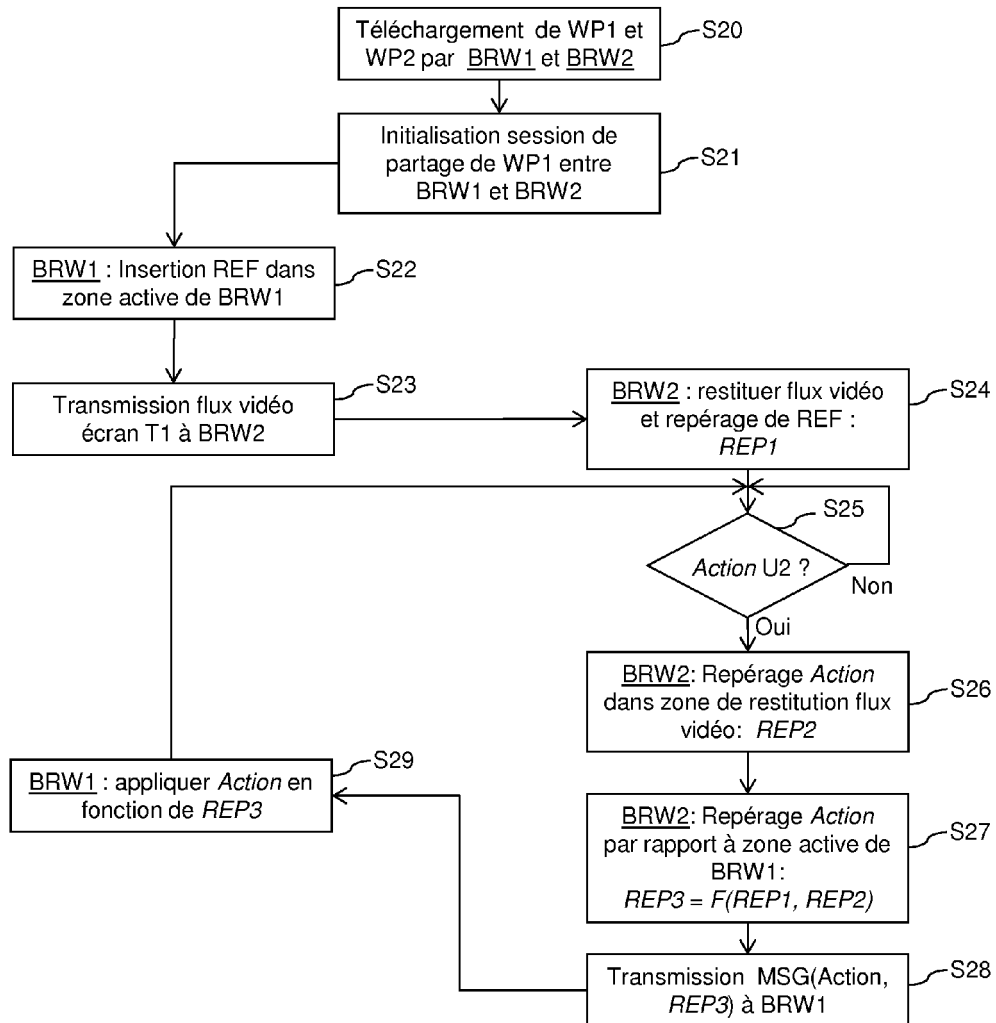 Téléchargement de WP1 et
WP2 par BRW1 et BRW2
S20
Initialisation session de
partage de WP1 entre
BRW1 et BRW2
S21
BRW1 : Insertion REF dans
zone active de BRW1
S22
Transmission flux vidéo
écran T1 à BRW2
S23
BRW2 : restituer flux vidéo
et repérage de REF :
REP1
S24
S25
Action U2 ?
Non
Oui
BRW2: Repérage Action
dans zone de restitution flux
vidéo: REP2
S26
BRW2: Repérage Action
par rapport à zone active de
BRW1:
REP3 = F(REP1, REP2)
S27
Transmission MSG(Action,
REP3) à BRW1
S28
BRW1 : appliquer Action en
fonction de REP3
S29